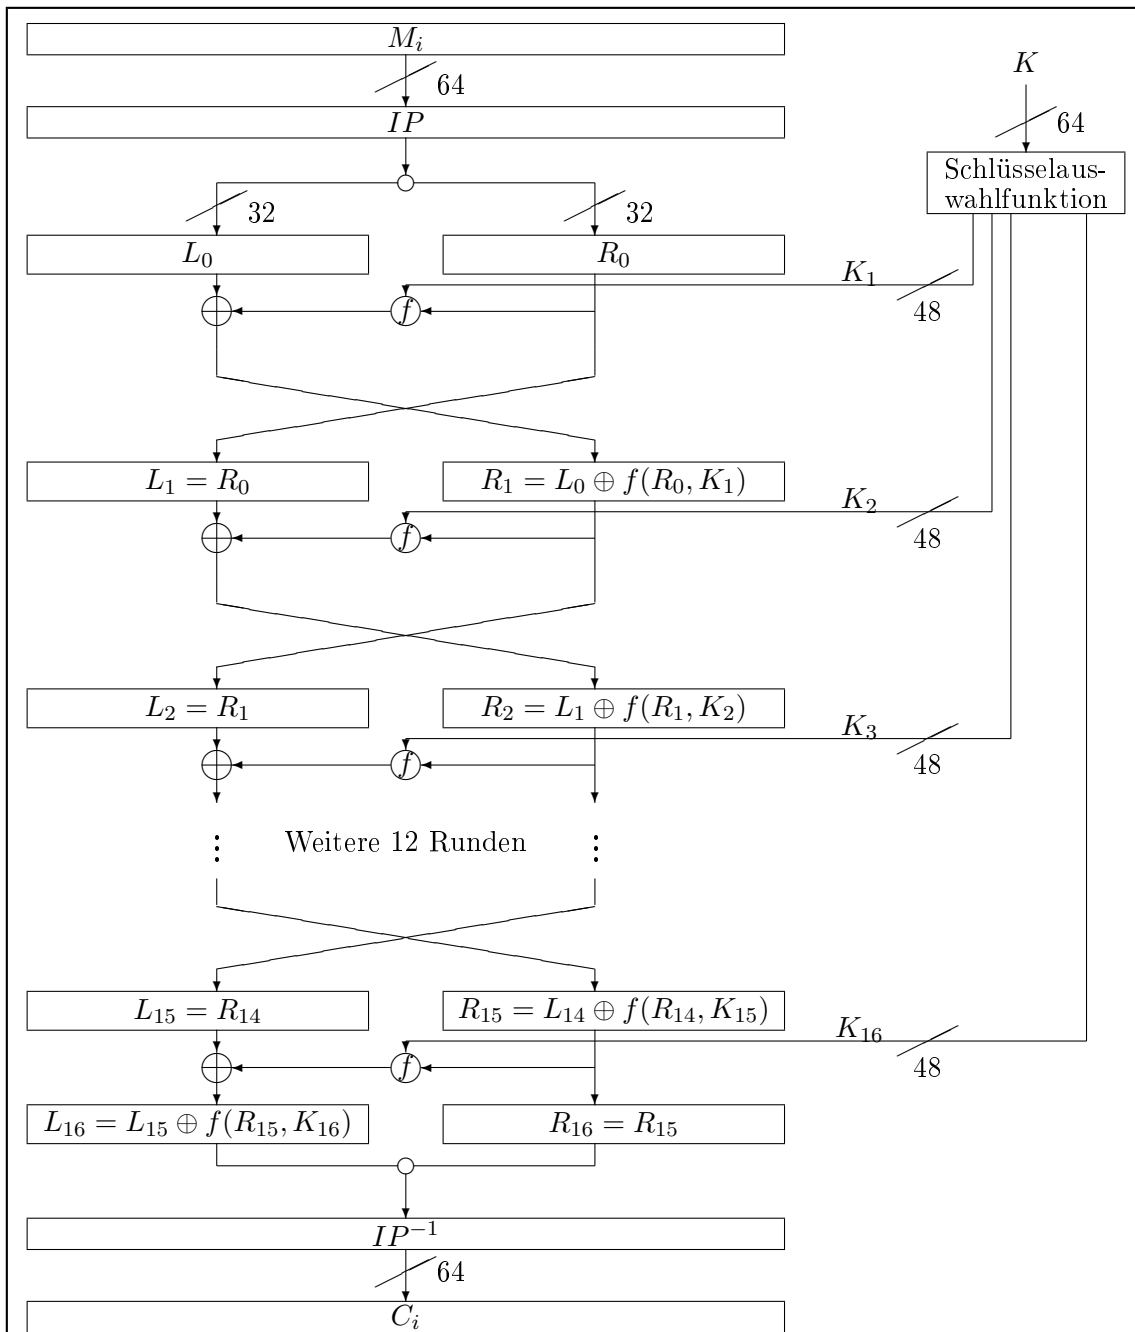 M_i
64
K
IP
64
Schlüsselaus-
wahlfunktion
32 32
L_0 R_0
K_1
f
48
L_1 = R_0 R_1 = L_0 ⊕ f(R_0, K_1)
K_2
f
48
L_2 = R_1 R_2 = L_1 ⊕ f(R_1, K_2)
K_3
f
48
⋮ Weitere 12 Runden ⋮
L_15 = R_14 R_15 = L_14 ⊕ f(R_14, K_15)
K_16
f
48
L_16 = L_15 ⊕ f(R_15, K_16) R_16 = R_15
IP^−1
64
C_i